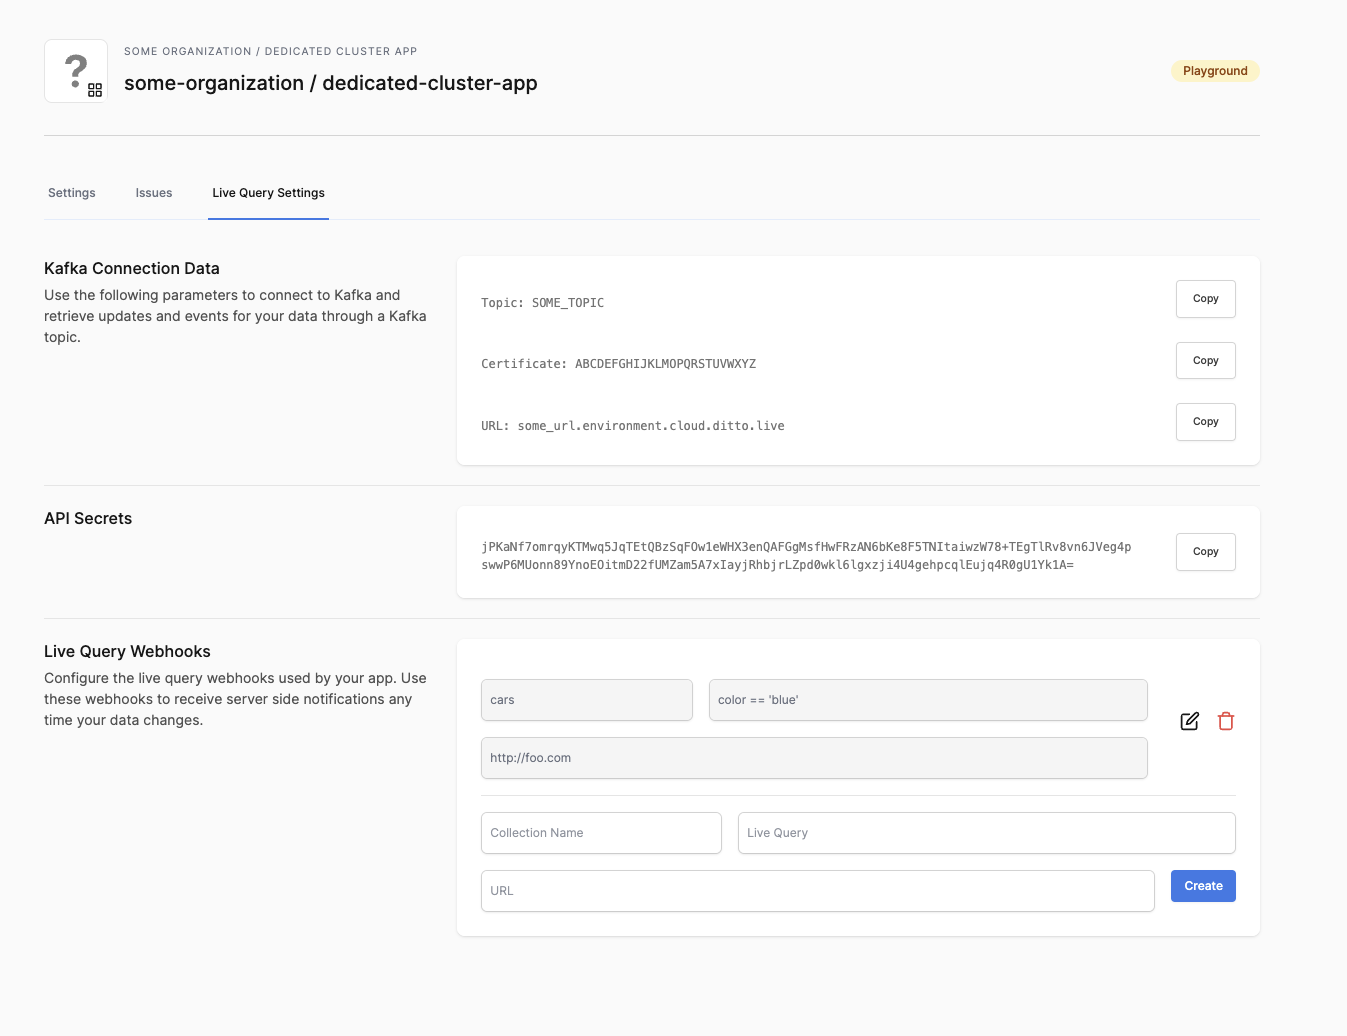 SOME ORGANIZATION / DEDICATED CLUSTER APP
some-organization / dedicated-cluster-app
Playground
Settings
Issues
Live Query Settings
Kafka Connection Data
Use the following parameters to connect to Kafka and
retrieve updates and events for your data through a Kafka
topic.
Topic: SOME_TOPIC
Copy
Certificate: ABCDEFGHIJKLMOPQRSTUVWXYZ
Copy
URL: some_url.environment.cloud.ditto.live
Copy
API Secrets
jPKaNf7omrqyKTMwq5JqTEtQBzSqFOw1eWHX3enQAFGgMsfHwFRzAN6bKe8F5TNItaiwzW78+TEgTlRv8vn6JVeg4p
swwP6MUonn89YnoEOitmD22fUMZam5A7xIayjRhbjrLZpd0wkl6lgxzji4U4gehpcqlEujq4R0gU1Yk1A=
Copy
Live Query Webhooks
Configure the live query webhooks used by your app. Use
these webhooks to receive server side notifications any
time your data changes.
cars
color == 'blue'
http://foo.com
Collection Name
Live Query
URL
Create